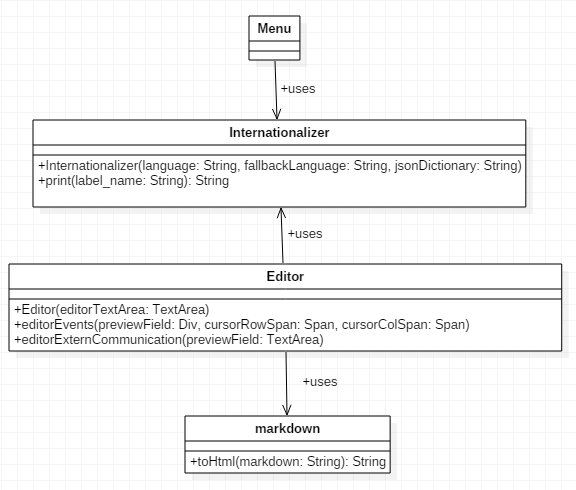 Menu
+uses
Internationalizer
+Internationalizer(language: String, fallbackLanguage: String, jsonDictionary: String)
+print(label_name: String): String
+uses
Editor
+Editor(editorTextArea: TextArea)
+editorEvents(previewField: Div, cursorRowSpan: Span, cursorColSpan: Span)
+editorExternCommunication(previewField: TextArea)
+uses
markdown
+toHtml(markdown: String): String